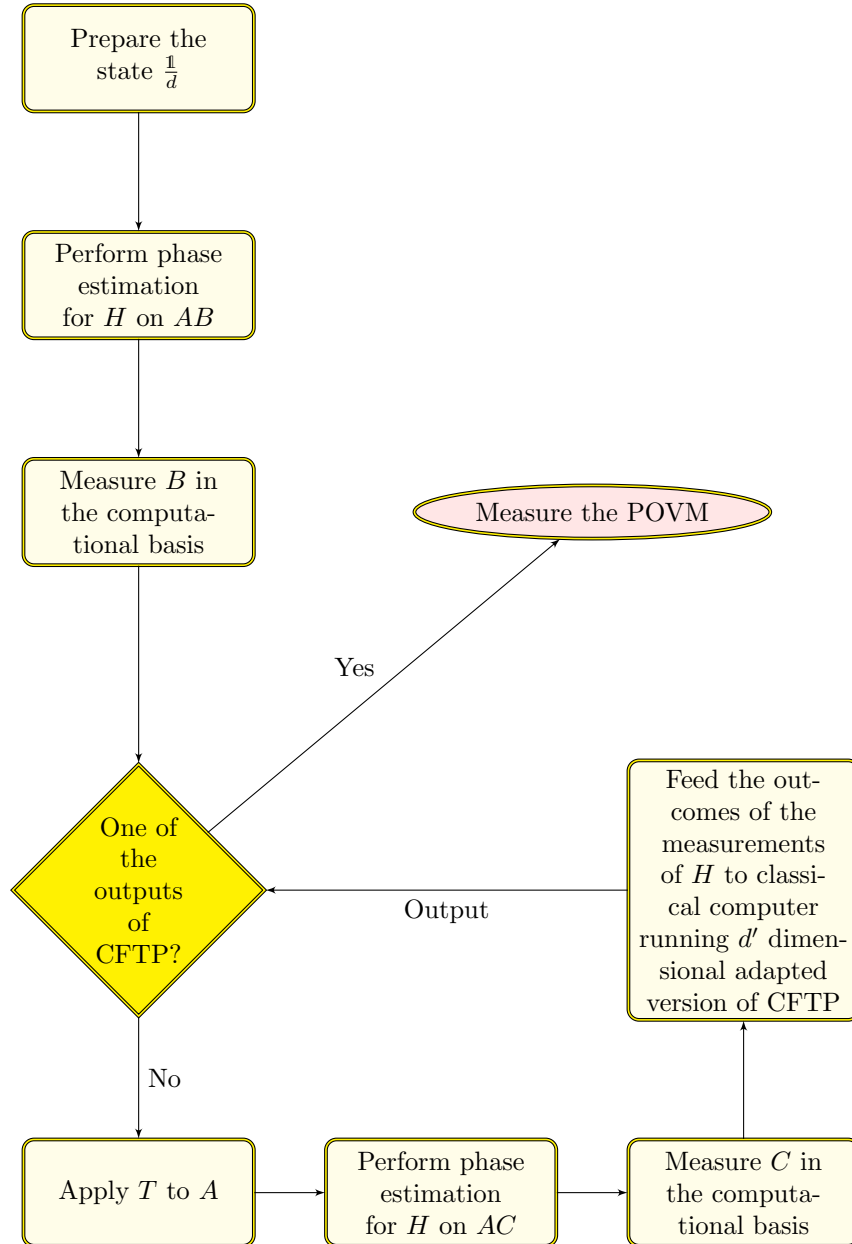 Prepare the
state 𝟙/d
Perform phase
estimation
for H on AB
Measure B in
the computa-
tional basis
Measure the POVM
Yes
One of
the
outputs
of
CFTP?
Output
Feed the out-
comes of the
measurements
of H to classi-
cal computer
running d′ dimen-
sional adapted
version of CFTP
No
Apply T to A
Perform phase
estimation
for H on AC
Measure C in
the computa-
tional basis